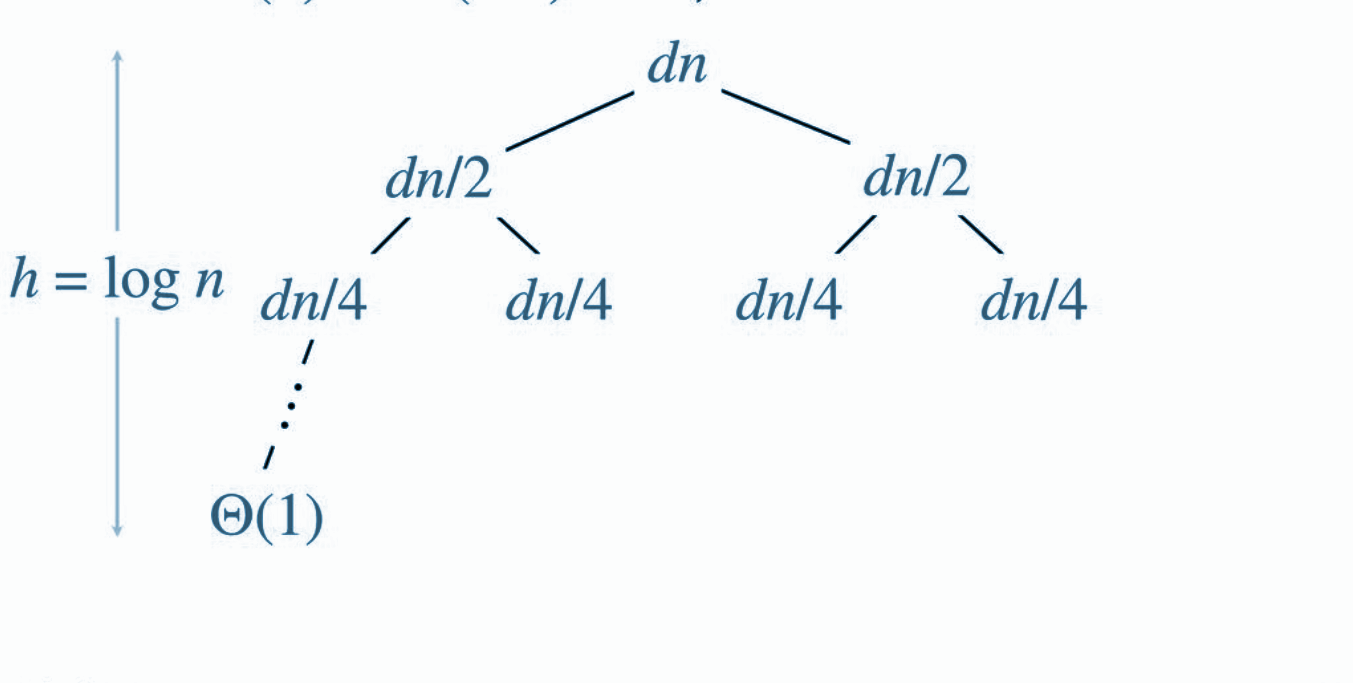 dn
dn/2 dn/2
h = log n dn/4 dn/4 dn/4 dn/4
Θ(1)